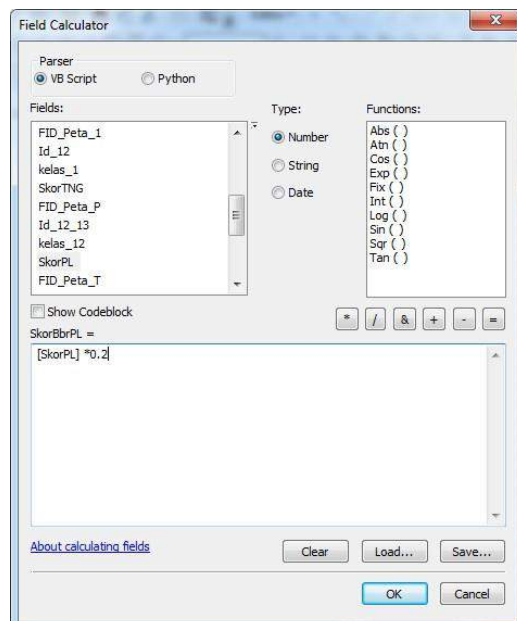 Field Calculator
Parser
VB Script
Python
Fields:
FID_Peta_1
Id_12
kelas_1
SkorTNG
FID_Peta_P
Id_12_13
kelas_12
SkorPL
FID_Peta_T
Type:
Number
String
Date
Functions:
Abs ( )
Atn ( )
Cos ( )
Exp ( )
Fix ( )
Int ( )
Log ( )
Sin ( )
Sqr ( )
Tan ( )
Show Codeblock
* / & + - =
SkorBbrPL =
[SkorPL] *0.2
About calculating fields
Clear
Load...
Save...
OK
Cancel